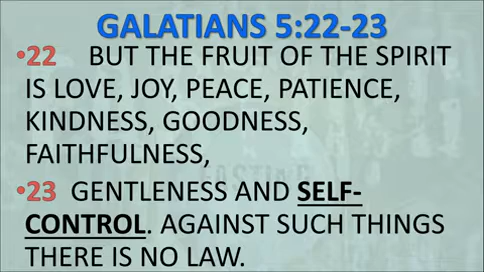 GALATIANS 5:22-23
•22 BUT THE FRUIT OF THE SPIRIT
IS LOVE, JOY, PEACE, PATIENCE,
KINDNESS, GOODNESS,
FAITHFULNESS,
FASTING
•23 GENTLENESS AND SELF-
CONTROL. AGAINST SUCH THINGS
THERE IS NO LAW.